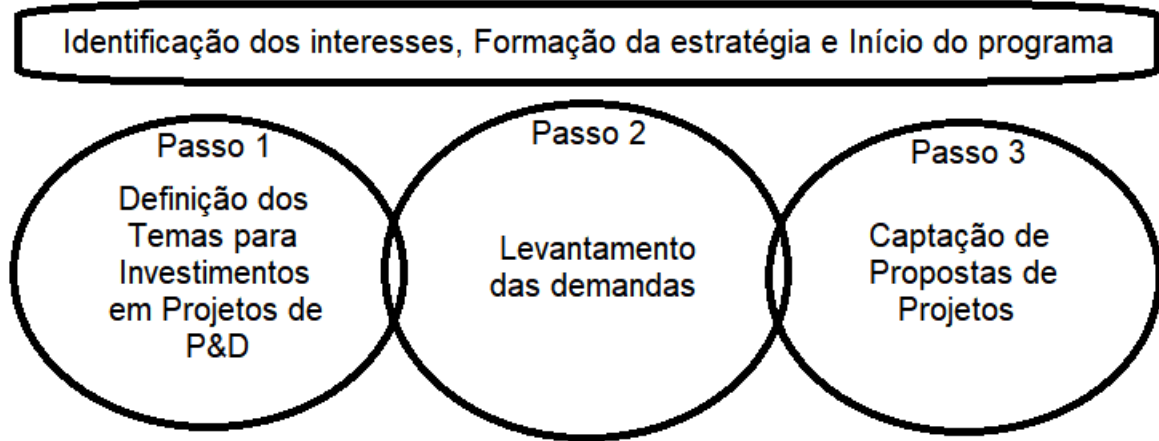 Identificação dos interesses, Formação da estratégia e Início do programa
Passo 1
Definição dos
Temas para
Investimentos
em Projetos de
P&D
Passo 2
Levantamento
das demandas
Passo 3
Captação de
Propostas de
Projetos